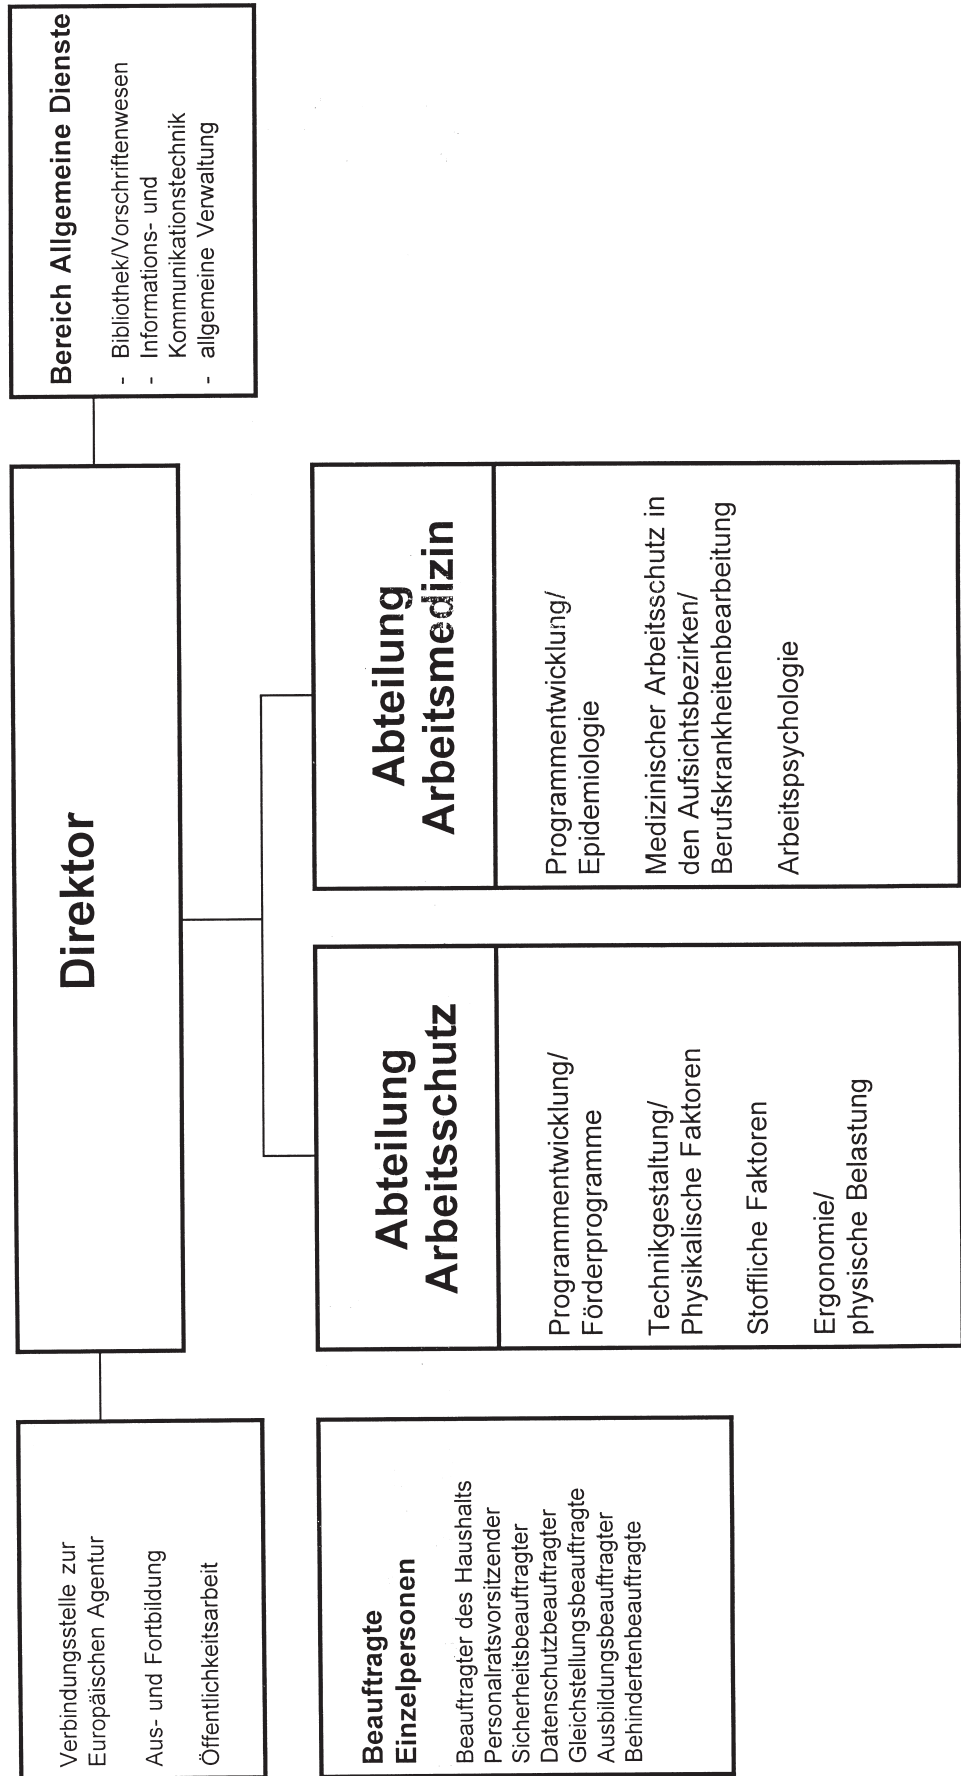 Verbindungsstelle zur
Europäischen Agentur
Aus- und Fortbildung
Öffentlichkeitsarbeit
Direktor
Bereich Allgemeine Dienste
- Bibliothek/Vorschriftenwesen
- Informations- und
Kommunikationstechnik
- allgemeine Verwaltung
Beauftragte
Einzelpersonen
Beauftragter des Haushalts
Personalratsvorsitzender
Sicherheitsbeauftragter
Datenschutzbeauftragter
Gleichstellungsbeauftragte
Ausbildungsbeauftragter
Behindertenbeauftragte
Abteilung
Arbeitsschutz
Programmentwicklung/
Förderprogramme
Technikgestaltung/
Physikalische Faktoren
Stoffliche Faktoren
Ergonomie/
physische Belastung
Abteilung
Arbeitsmedizin
Programmentwicklung/
Epidemiologie
Medizinischer Arbeitsschutz in
den Aufsichtsbezirken/
Berufskrankheitenbearbeitung
Arbeitspsychologie